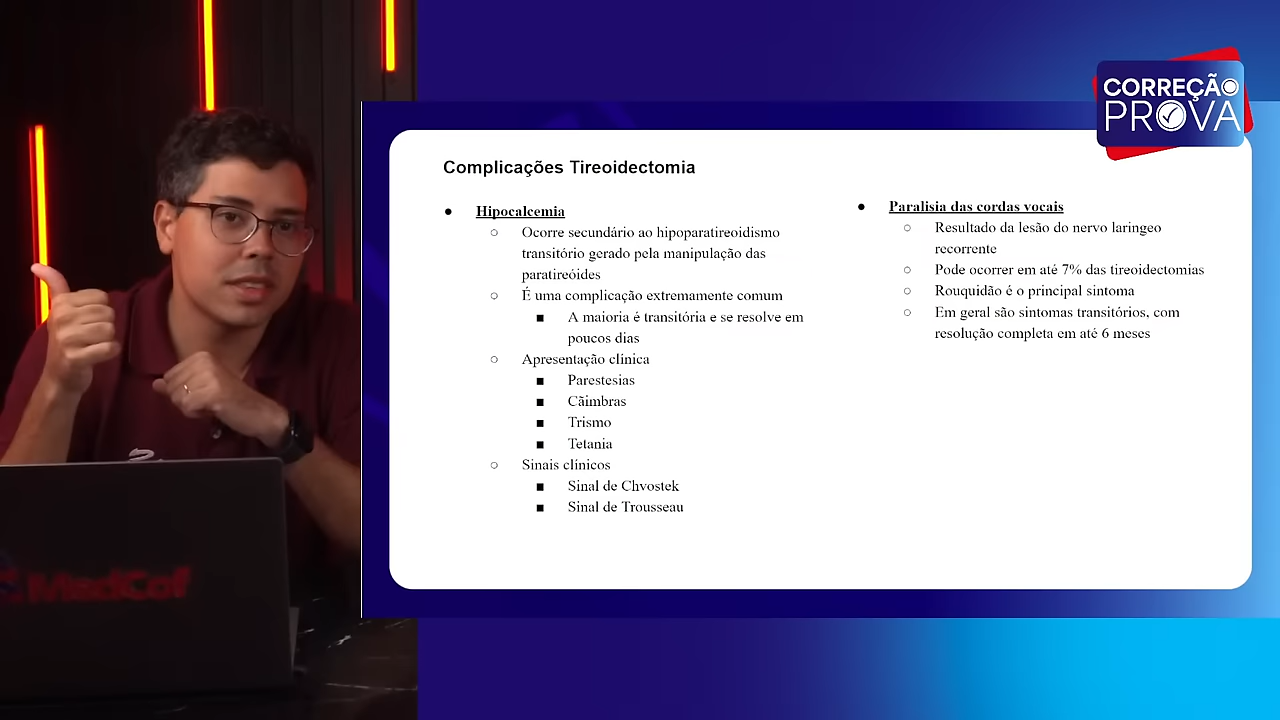 CORREÇÃO
PROVA
Complicações Tireoidectomia
● Hipocalcemia
○ Ocorre secundário ao hipoparatireoidismo
transitório gerado pela manipulação das
paratireóides
○ É uma complicação extremamente comum
■ A maioria é transitória e se resolve em
poucos dias
○ Apresentação clínica
■ Parestesias
■ Cãimbras
■ Trismo
■ Tetania
○ Sinais clínicos
■ Sinal de Chvostek
■ Sinal de Trousseau
● Paralisia das cordas vocais
○ Resultado da lesão do nervo laringeo
recorrente
○ Pode ocorrer em até 7% das tireoidectomias
○ Rouquidão é o principal sintoma
○ Em geral são sintomas transitórios, com
resolução completa em até 6 meses
MedCof